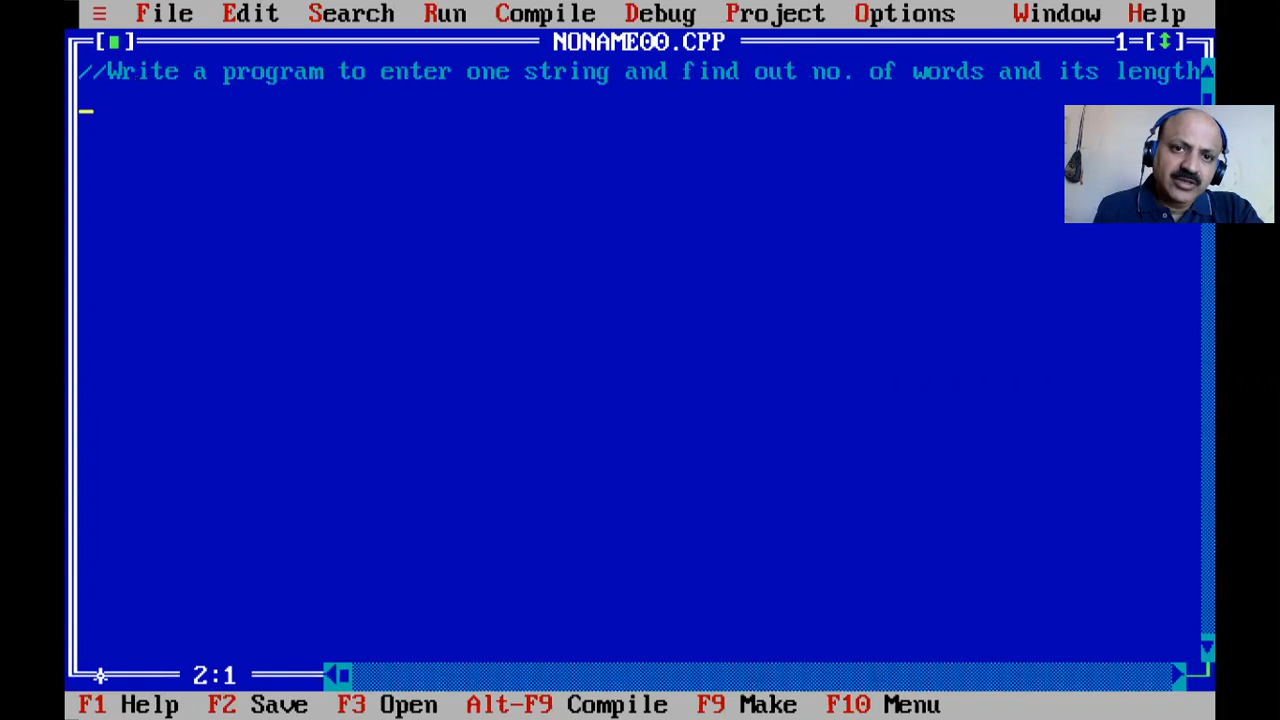 ≡ File Edit Search Run Compile Debug Project Options Window Help
[■] NONAME00.CPP 1=[↕]
//Write a program to enter one string and find out no. of words and its length
2:1
F1 Help F2 Save F3 Open Alt-F9 Compile F9 Make F10 Menu